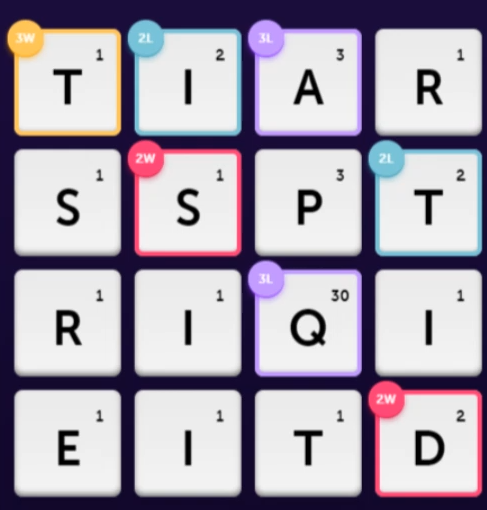 3W 2L 3L
1 2 3 1
T I A R
2W 2L
1 1 3 2
S S P T
3L
1 1 30 1
R I Q I
2W
1 1 1 2
E I T D